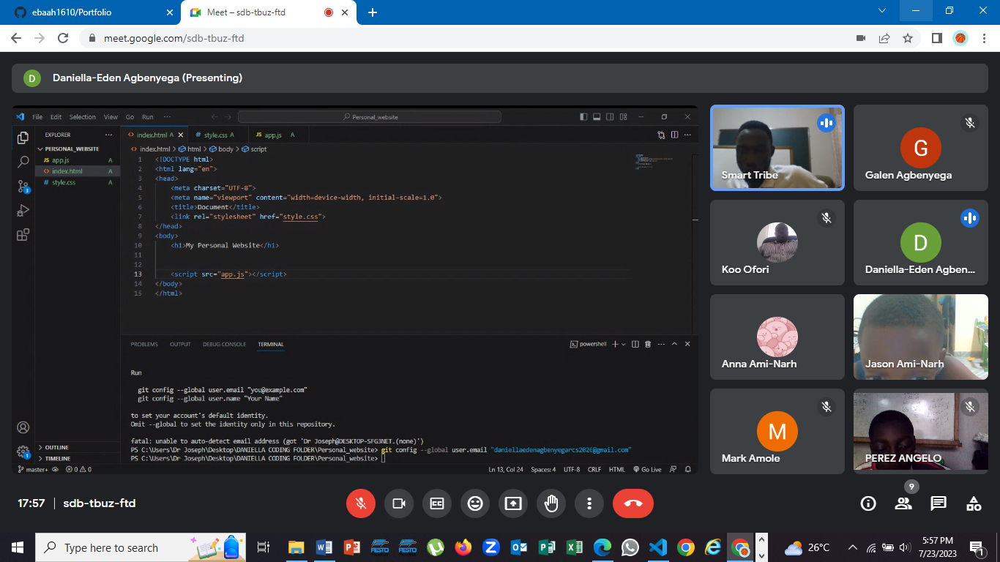 ebaah1610/Portfolio
Meet – sdb-tbuz-ftd
meet.google.com/sdb-tbuz-ftd
D
Daniella-Eden Agbenyega (Presenting)
File Edit Selection View Go Run ···
Personal_website
EXPLORER
PERSONAL_WEBSITE
JS app.js A
<> index.html A
# style.css A
OUTLINE
TIMELINE
3
1
<> index.html A
# style.css A
JS app.js A
<> index.html > html > body > script
1 <!DOCTYPE html>
2 <html lang="en">
3 <head>
4 <meta charset="UTF-8">
5 <meta name="viewport" content="width=device-width, initial-scale=1.0">
6 <title>Document</title>
7 <link rel="stylesheet" href="style.css">
8 </head>
9 <body>
10 <h1>My Personal Website</h1>
11
12
13 <script src="app.js"></script>
14 </body>
15 </html>
PROBLEMS OUTPUT DEBUG CONSOLE TERMINAL
powershell
Run
git config --global user.email "you@example.com"
git config --global user.name "Your Name"
to set your account's default identity.
Omit --global to set the identity only in this repository.
fatal: unable to auto-detect email address (got 'Dr Joseph@DESKTOP-SFG3NET.(none)')
PS C:\Users\Dr Joseph\Desktop\DANIELLA CODING FOLDER\Personal_website> git config --global user.email "daniellaedenagbenyegarcs2026@gmail.com"
PS C:\Users\Dr Joseph\Desktop\DANIELLA CODING FOLDER\Personal_website>
master+ 0 0
Ln 13, Col 24 Spaces: 4 UTF-8 CRLF HTML Go Live
Smart Tribe
G
Galen Agbenyega
Koo Ofori
D
Daniella-Eden Agben...
Anna Ami-Narh
Jason Ami-Narh
M
Mark Amole
PEREZ ANGELO
17:57 | sdb-tbuz-ftd
9
Type here to search
FESTO
FESTO
26°C
5:57 PM
7/23/2023
1